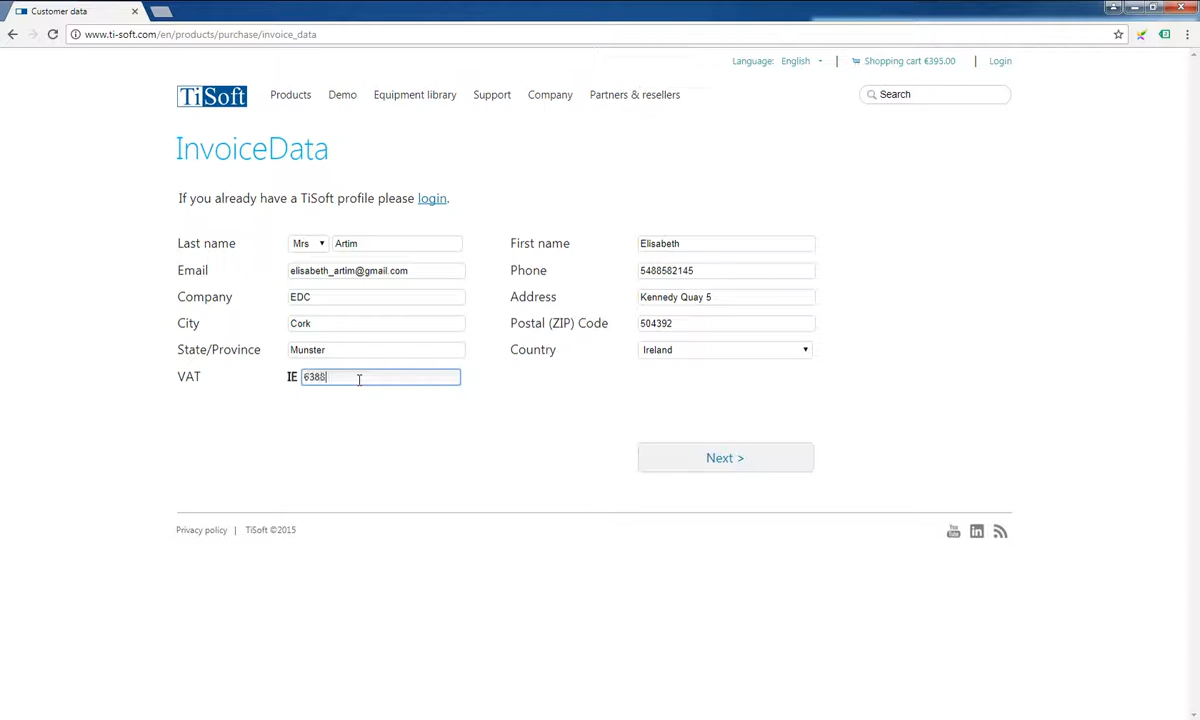 Customer data
www.ti-soft.com/en/products/purchase/invoice_data
Language: English | Shopping cart €395.00 | Login
TiSoft Products Demo Equipment library Support Company Partners & resellers Search
InvoiceData
If you already have a TiSoft profile please login.
Last name Mrs Artim First name Elisabeth
Email elisabeth_artim@gmail.com Phone 5488582145
Company EDC Address Kennedy Quay 5
City Cork Postal (ZIP) Code 504392
State/Province Munster Country Ireland
VAT IE 6388
Next >
Privacy policy | TiSoft ©2015 You Tube in